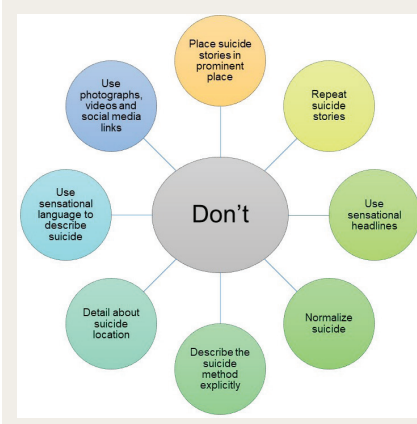 Don't
Place suicide
stories in
prominent
place
Repeat
suicide
stories
Use
sensational
headlines
Normalize
suicide
Describe the
suicide
method
explicitly
Detail about
suicide
location
Use
sensational
language to
describe
suicide
Use
photographs,
videos and
social media
links